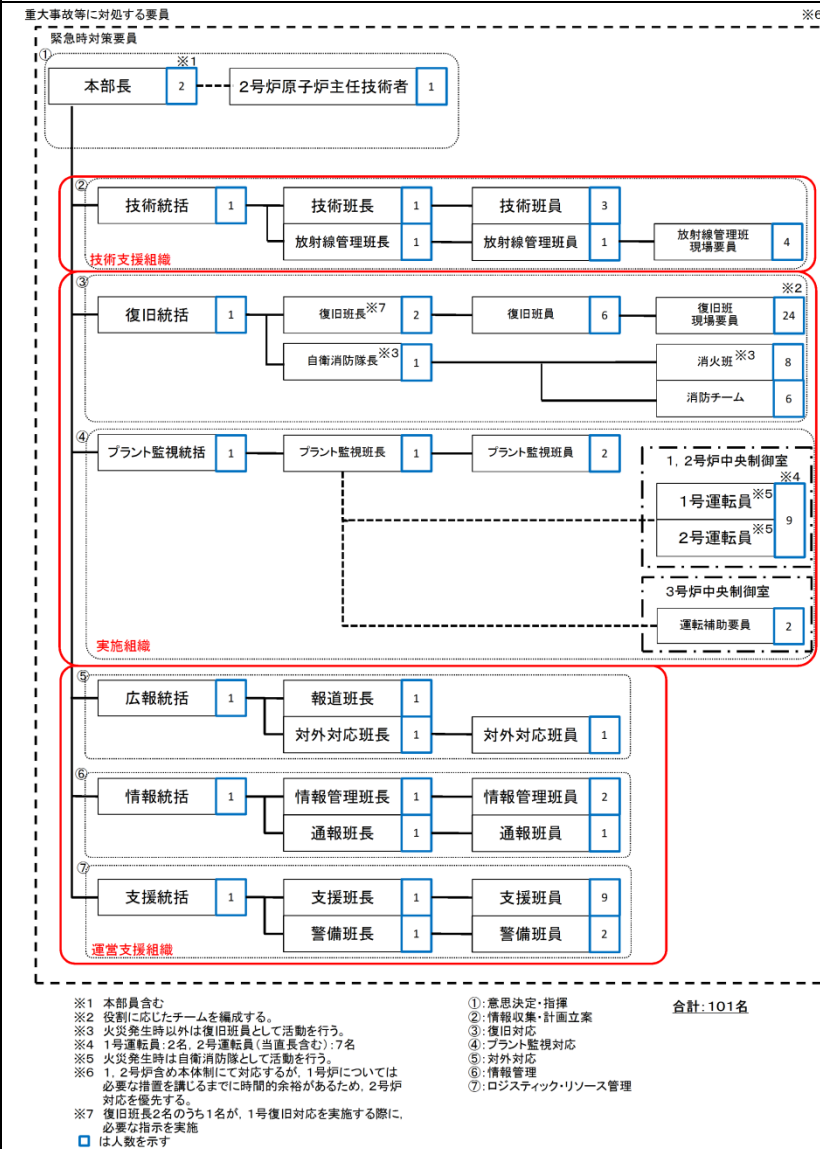 重大事故等に対処する要員
※6
緊急時対策要員
①
※1
本部長 2
2号炉原子炉主任技術者 1
②
技術統括 1
技術班長 1
技術班員 3
放射線管理班長 1
放射線管理班員 1
放射線管理班
現場要員 4
技術支援組織
③
※2
復旧統括 1
復旧班長※7 2
復旧班員 6
復旧班
現場要員 24
自衛消防隊長※3 1
消火班※3 8
消防チーム 6
④
プラント監視統括 1
プラント監視班長 1
プラント監視班員 2
1,2号炉中央制御室
※4
1号運転員※5
9
2号運転員※5
3号炉中央制御室
運転補助要員 2
実施組織
⑤
広報統括 1
報道班長 1
対外対応班長 1
対外対応班員 1
⑥
情報統括 1
情報管理班長 1
情報管理班員 2
通報班長 1
通報班員 1
⑦
支援統括 1
支援班長 1
支援班員 9
警備班長 1
警備班員 2
運営支援組織
※1 本部員含む
※2 役割に応じたチームを編成する。
※3 火災発生時以外は復旧班員として活動を行う。
※4 1号運転員:2名,2号運転員(当直長含む):7名
※5 火災発生時は自衛消防隊として活動を行う。
※6 1,2号炉含め本体制にて対応するが,1号炉については
必要な措置を講じるまでに時間的余裕があるため,2号炉
対応を優先する。
※7 復旧班長2名のうち1名が,1号復旧対応を実施する際に,
必要な指示を実施
は人数を示す
①:意思決定・指揮
②:情報収集・計画立案
③:復旧対応
④:プラント監視対応
⑤:対外対応
⑥:情報管理
⑦:ロジスティック・リソース管理
合計:101名